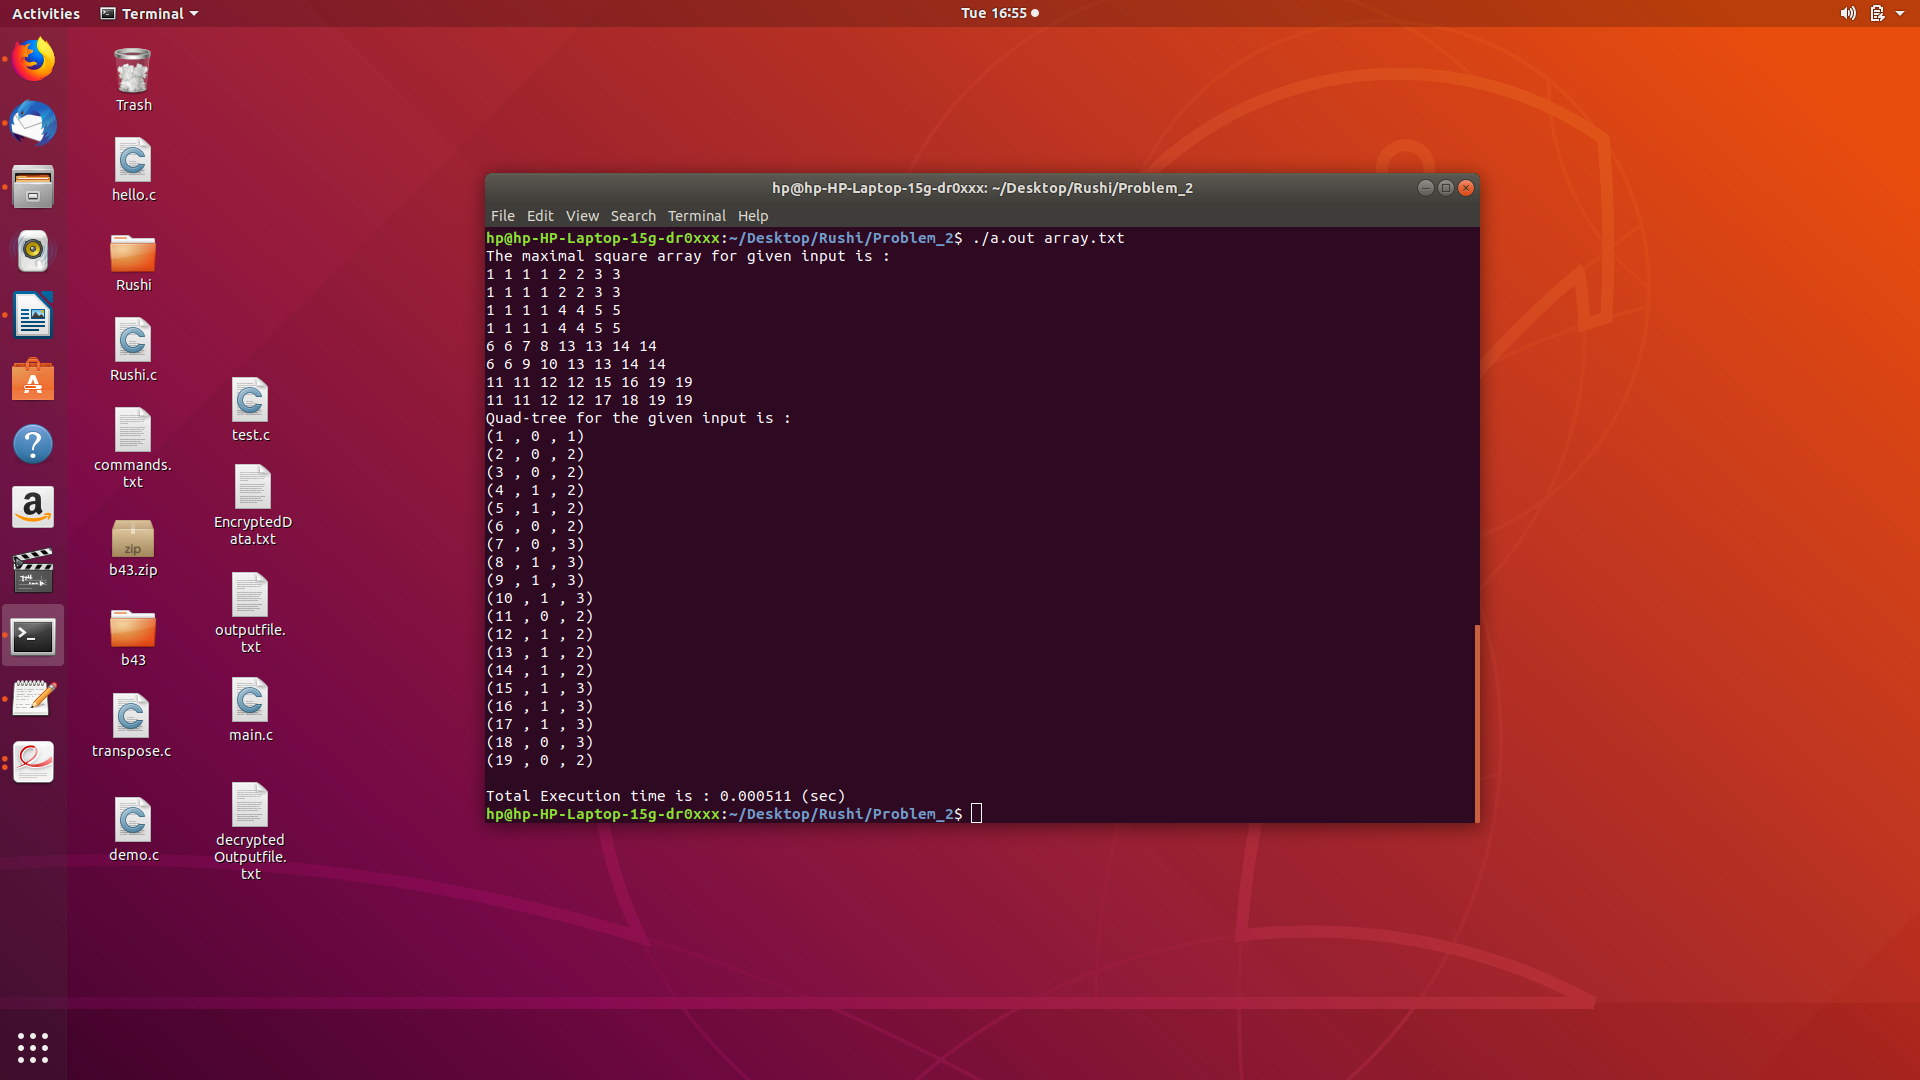 Activities
Terminal
Tue 16:55
Trash
hello.c
Rushi
Rushi.c
commands.
txt
zip
b43.zip
b43
transpose.c
demo.c
test.c
EncryptedD
ata.txt
outputfile.
txt
main.c
decrypted
Outputfile.
txt
hp@hp-HP-Laptop-15g-dr0xxx: ~/Desktop/Rushi/Problem_2
File Edit View Search Terminal Help
hp@hp-HP-Laptop-15g-dr0xxx:~/Desktop/Rushi/Problem_2$ ./a.out array.txt
The maximal square array for given input is :
1 1 1 1 2 2 3 3
1 1 1 1 2 2 3 3
1 1 1 1 4 4 5 5
1 1 1 1 4 4 5 5
6 6 7 8 13 13 14 14
6 6 9 10 13 13 14 14
11 11 12 12 15 16 19 19
11 11 12 12 17 18 19 19
Quad-tree for the given input is :
(1 , 0 , 1)
(2 , 0 , 2)
(3 , 0 , 2)
(4 , 1 , 2)
(5 , 1 , 2)
(6 , 0 , 2)
(7 , 0 , 3)
(8 , 1 , 3)
(9 , 1 , 3)
(10 , 1 , 3)
(11 , 0 , 2)
(12 , 1 , 2)
(13 , 1 , 2)
(14 , 1 , 2)
(15 , 1 , 3)
(16 , 1 , 3)
(17 , 1 , 3)
(18 , 0 , 3)
(19 , 0 , 2)
Total Execution time is : 0.000511 (sec)
hp@hp-HP-Laptop-15g-dr0xxx:~/Desktop/Rushi/Problem_2$